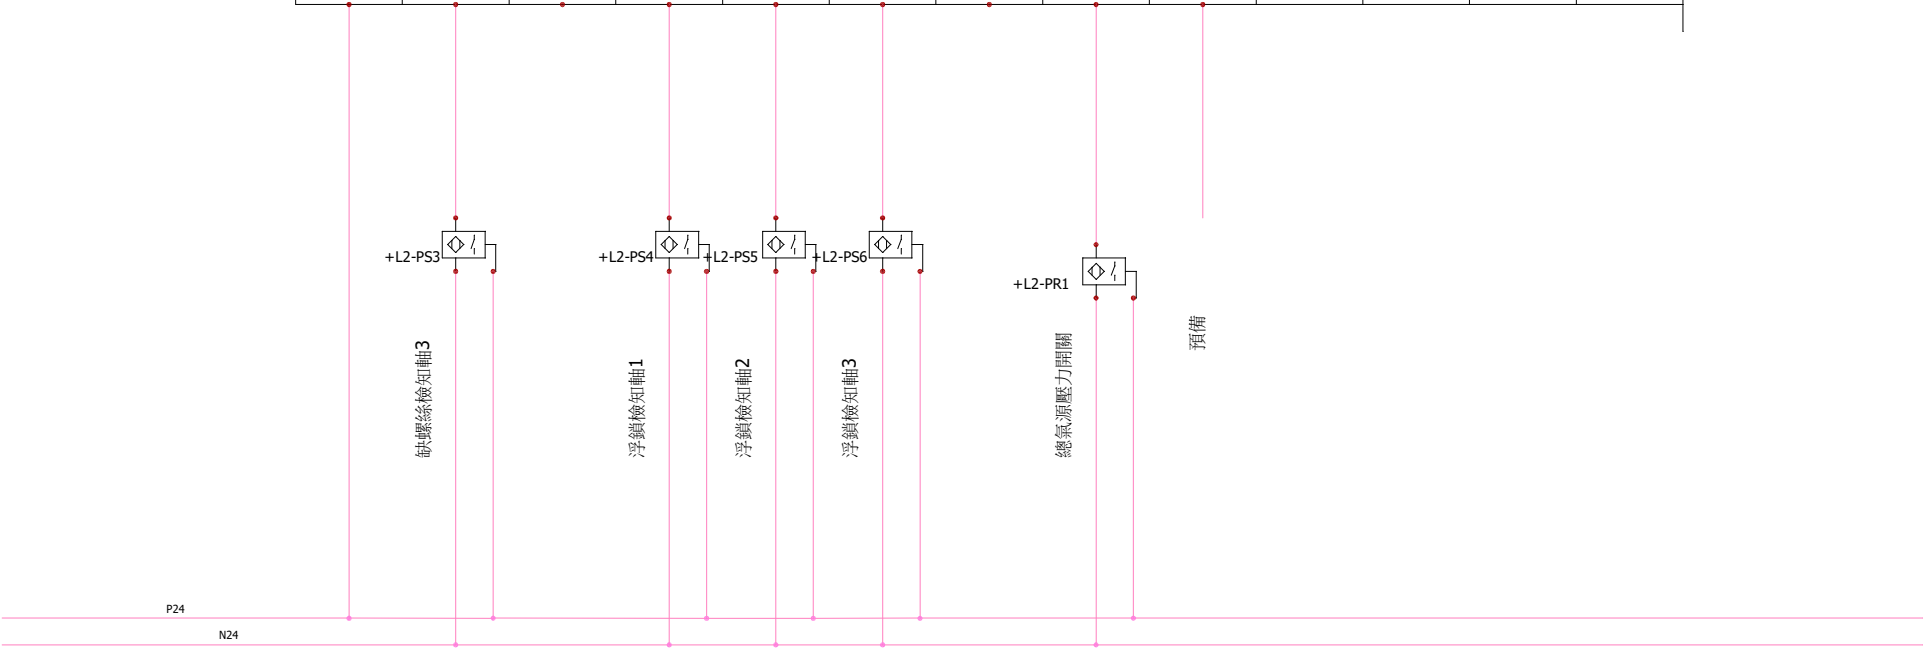 +L2-PS3
+L2-PS4
+L2-PS5
+L2-PS6
+L2-PR1
缺螺絲檢知軸3
浮鎖檢知軸1
浮鎖檢知軸2
浮鎖檢知軸3
總氣源壓力開關
預備
P24
N24